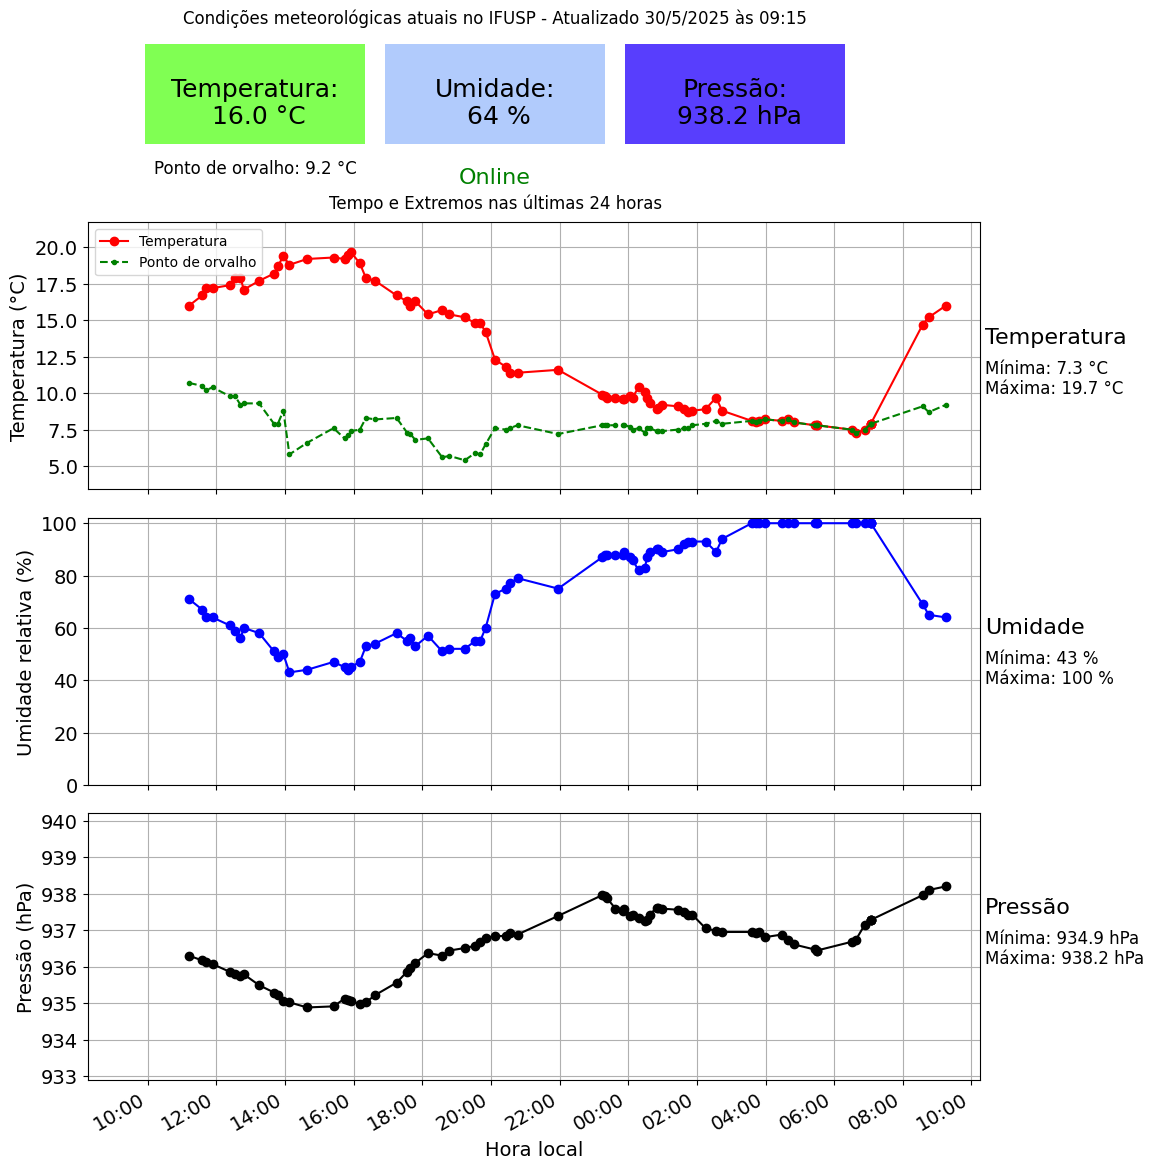 Condições meteorológicas atuais no IFUSP - Atualizado 30/5/2025 às 09:15
Temperatura:
16.0 °C
Umidade:
64 %
Pressão:
938.2 hPa
Ponto de orvalho: 9.2 °C
Online
Tempo e Extremos nas últimas 24 horas
Temperatura (°C)
20.0
17.5
15.0
12.5
10.0
7.5
5.0
Temperatura
Ponto de orvalho
Temperatura
Mínima: 7.3 °C
Máxima: 19.7 °C
Umidade relativa (%)
100
80
60
40
20
0
Umidade
Mínima: 43 %
Máxima: 100 %
Pressão (hPa)
940
939
938
937
936
935
934
933
Pressão
Mínima: 934.9 hPa
Máxima: 938.2 hPa
10:00 12:00 14:00 16:00 18:00 20:00 22:00 00:00 02:00 04:00 06:00 08:00 10:00
Hora local